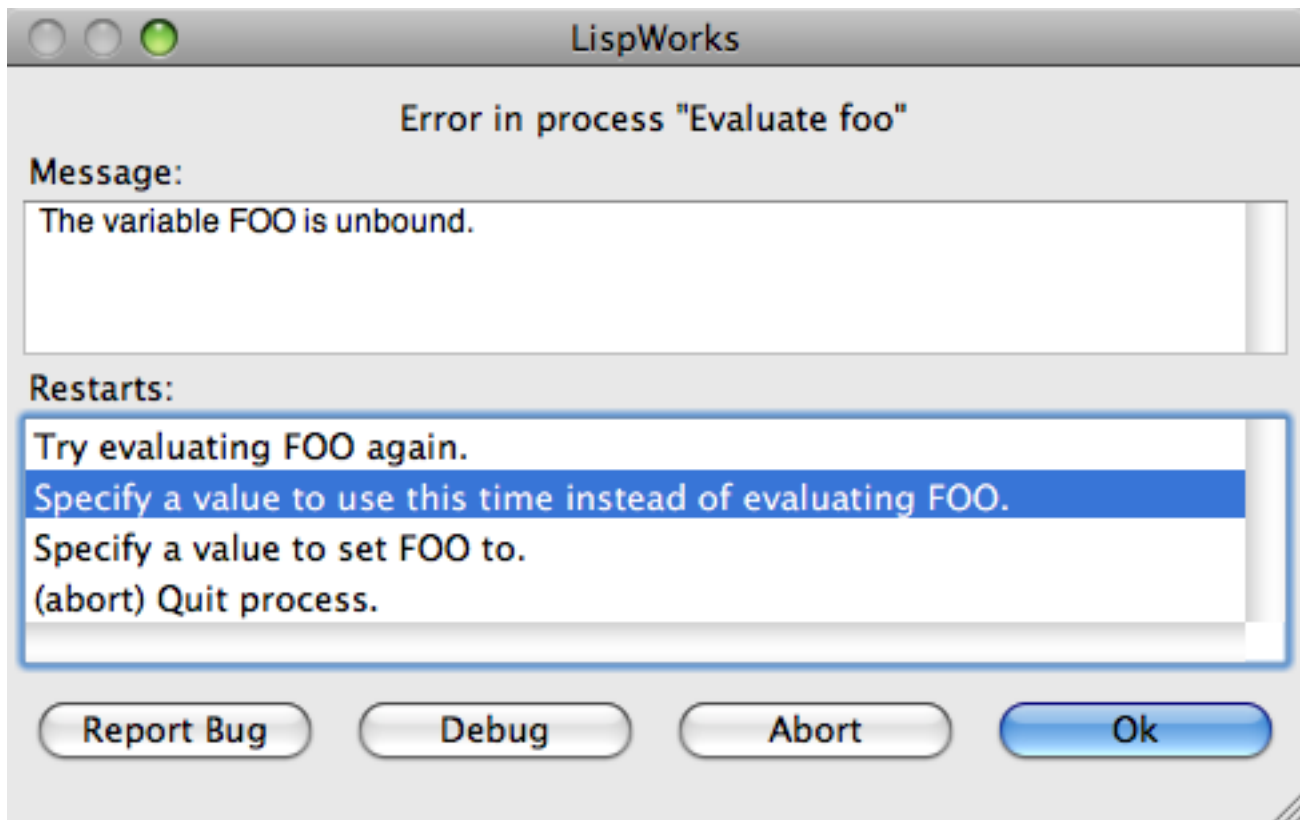 LispWorks
Error in process "Evaluate foo"
Message:
The variable FOO is unbound.
Restarts:
Try evaluating FOO again.
Specify a value to use this time instead of evaluating FOO.
Specify a value to set FOO to.
(abort) Quit process.
Report Bug Debug Abort Ok